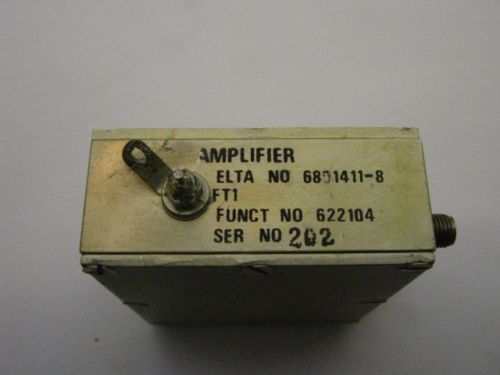 AMPLIFIER
ELTA NO 6801411-8
FT1
FUNCT NO 622104
SER NO 202